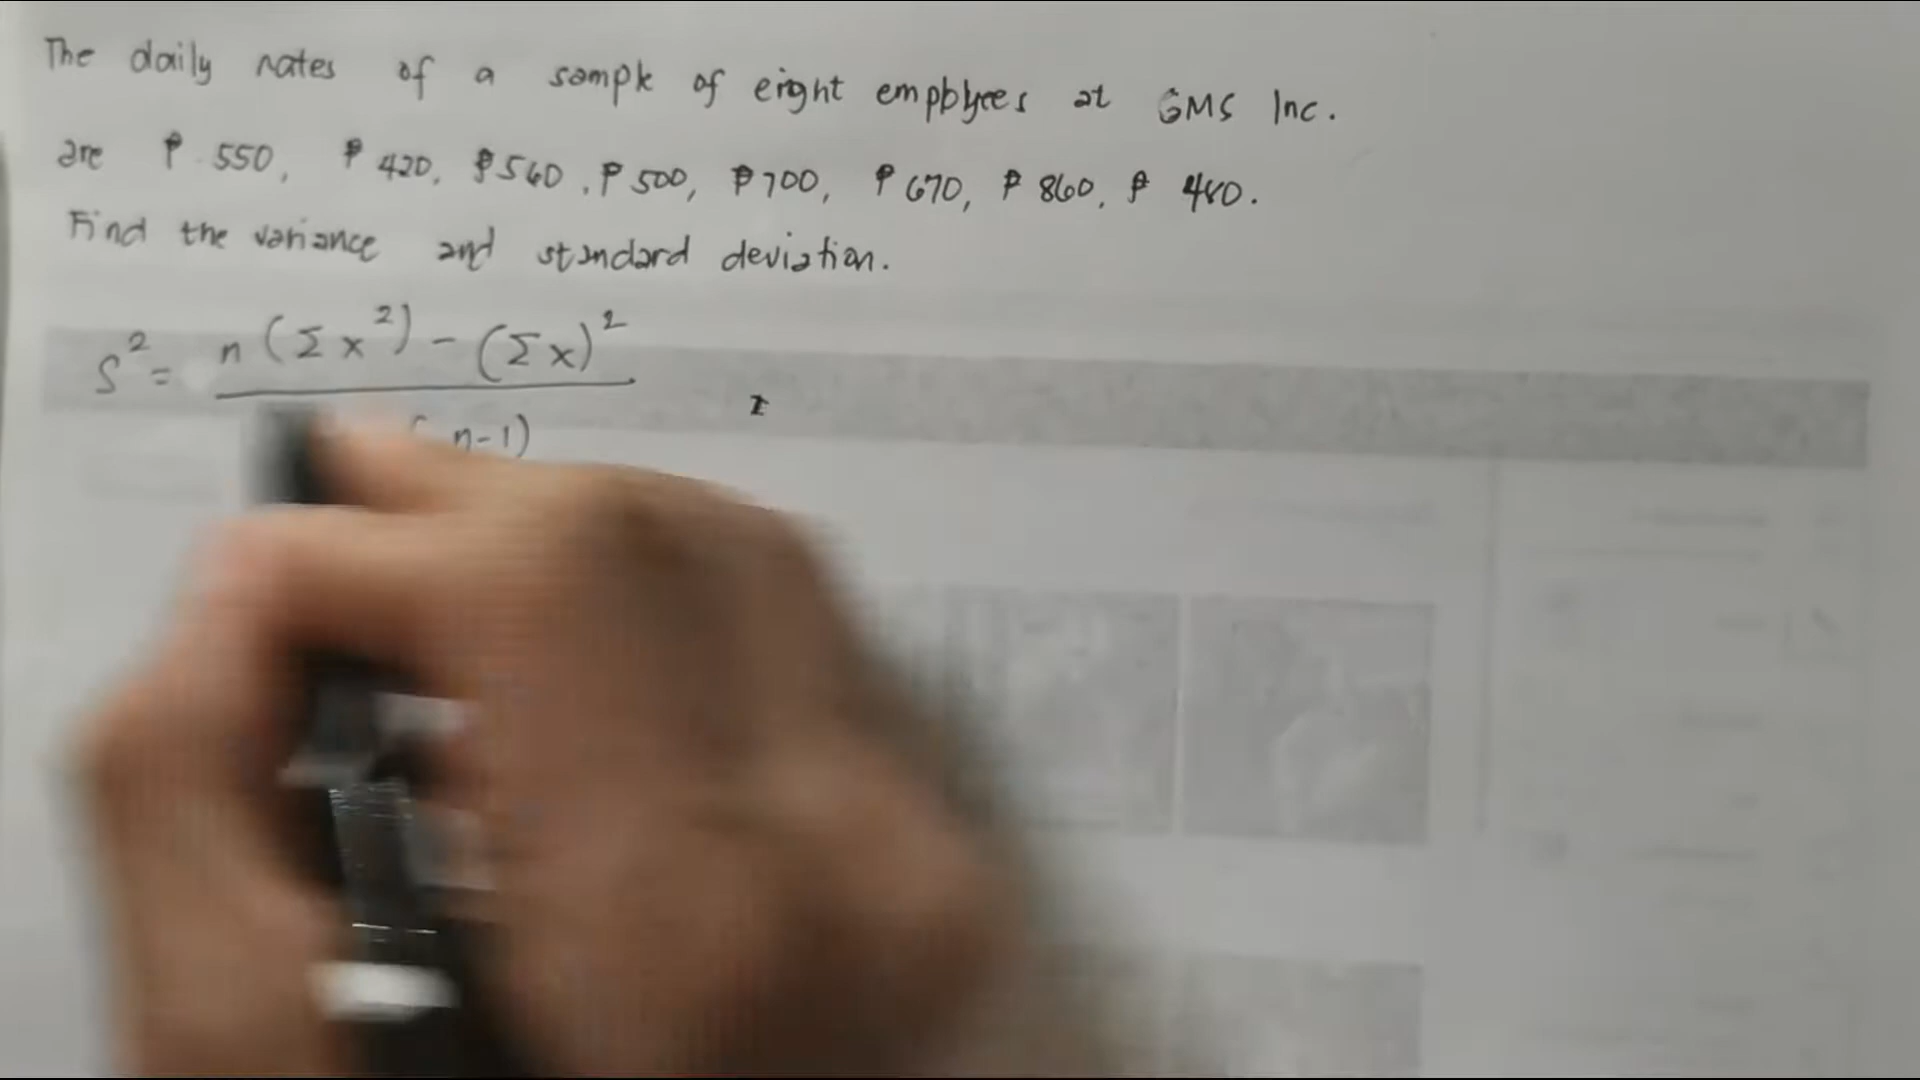 The daily rates of a sample of eight employees at GMS Inc.
are ₱ 550, ₱ 420, ₱ 560, ₱ 500, ₱ 700, ₱ 670, ₱ 860, ₱ 480.
Find the variance and standard deviation.
s² = n (Σx²) - (Σx)²
(n-1)
Σ